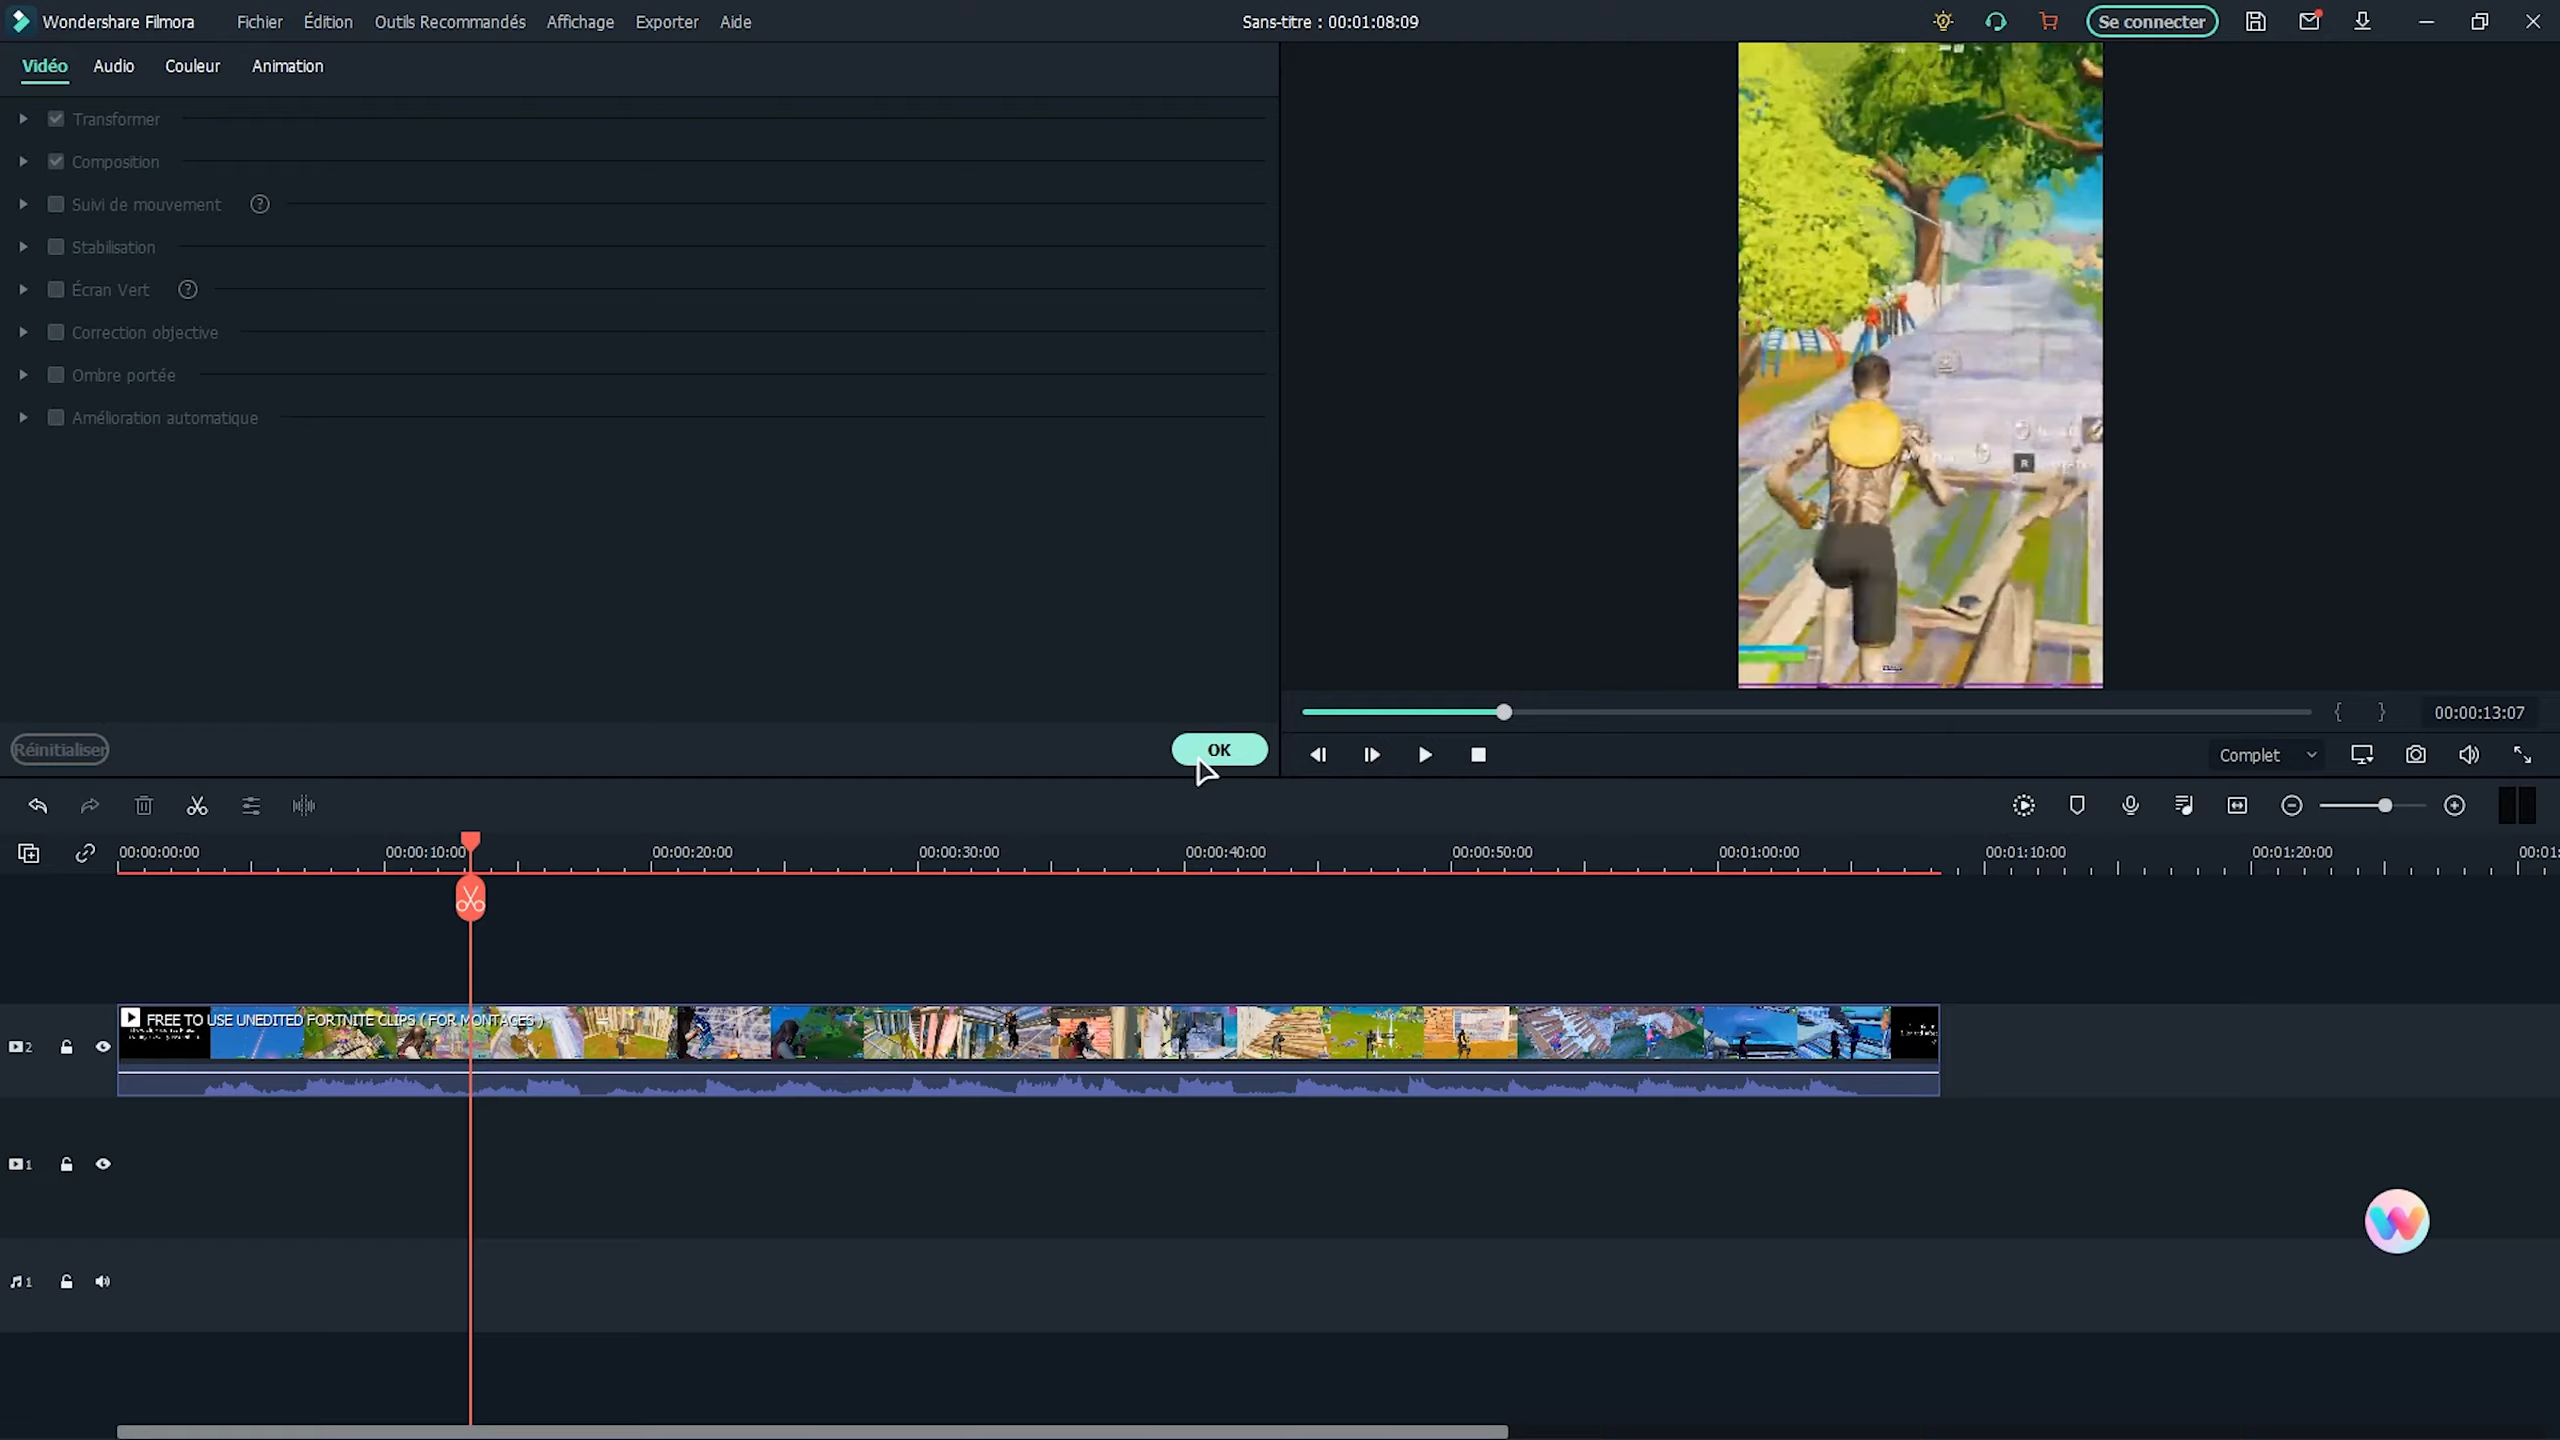 Wondershare Filmora Fichier Édition Outils Recommandés Affichage Exporter Aide Sans-titre : 00:01:08:09 Se connecter
Vidéo Audio Couleur Animation
Transformer
Composition
Suivi de mouvement ?
Stabilisation
Écran Vert ?
Correction objective
Ombre portée
Amélioration automatique
R
{ } 00:00:13:07
Réinitialiser OK Complet
00:00:00:00 00:00:10:00 00:00:20:00 00:00:30:00 00:00:40:00 00:00:50:00 00:01:00:00 00:01:10:00 00:01:20:00 00:01:
FREE TO USE UNEDITED FORTNITE CLIPS ( FOR MONTAGES )
2
1
1